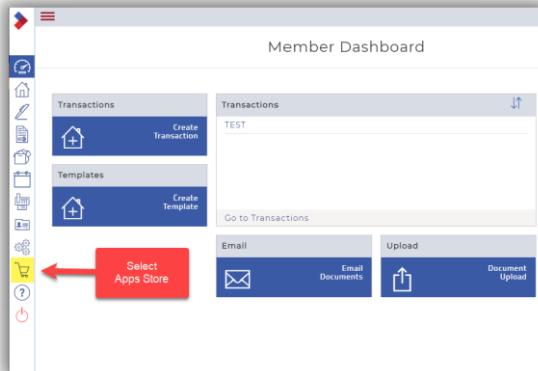 Member Dashboard
Transactions
Create
Transaction
Templates
Create
Template
Transactions
TEST
Go to Transactions
Email
Email
Documents
Upload
Document
Upload
Select
Apps Store
?